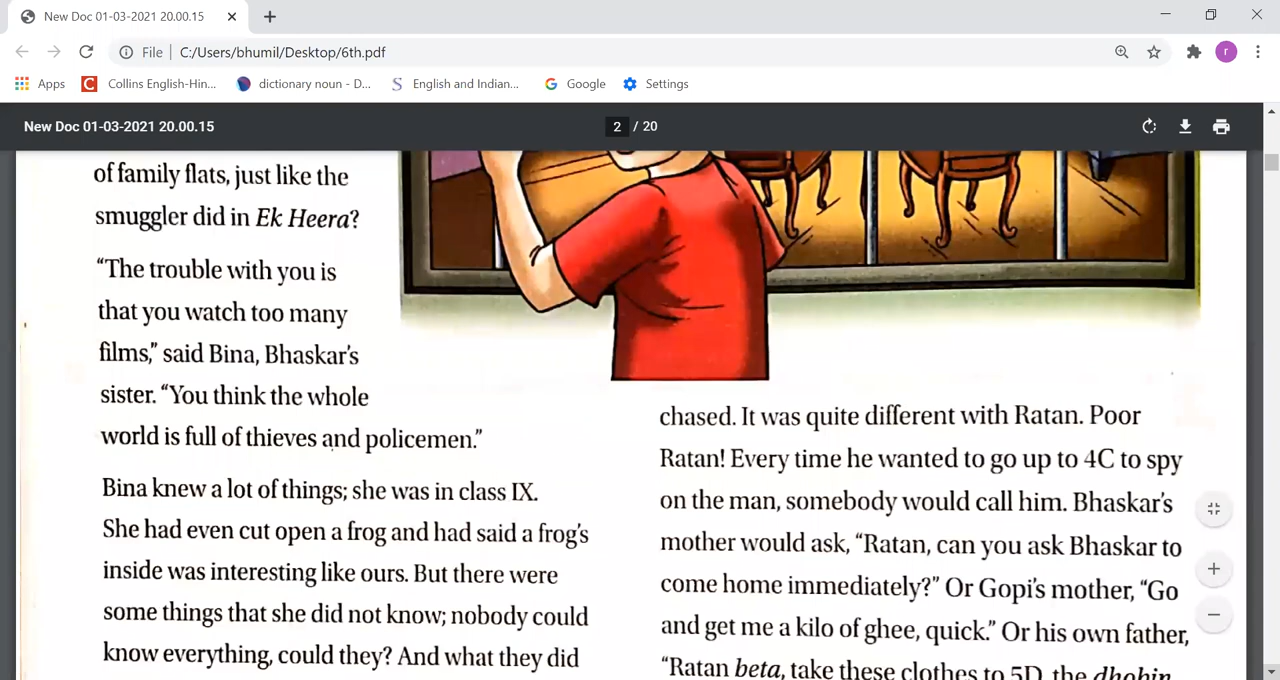 New Doc 01-03-2021 20.00.15
File
C:/Users/bhumil/Desktop/6th.pdf
r
Apps
C
Collins English-Hin...
dictionary noun - D...
S
English and Indian...
Google
Settings
New Doc 01-03-2021 20.00.15
2 / 20
of family flats, just like the
smuggler did in Ek Heera?
“The trouble with you is
that you watch too many
films,” said Bina, Bhaskar’s
sister. “You think the whole
world is full of thieves and policemen.”
Bina knew a lot of things; she was in class IX.
She had even cut open a frog and had said a frog’s
inside was interesting like ours. But there were
some things that she did not know; nobody could
know everything, could they? And what they did
chased. It was quite different with Ratan. Poor
Ratan! Every time he wanted to go up to 4C to spy
on the man, somebody would call him. Bhaskar’s
mother would ask, “Ratan, can you ask Bhaskar to
come home immediately?” Or Gopi’s mother, “Go
and get me a kilo of ghee, quick.” Or his own father,
“Ratan beta, take these clothes to 5D, the dhobin